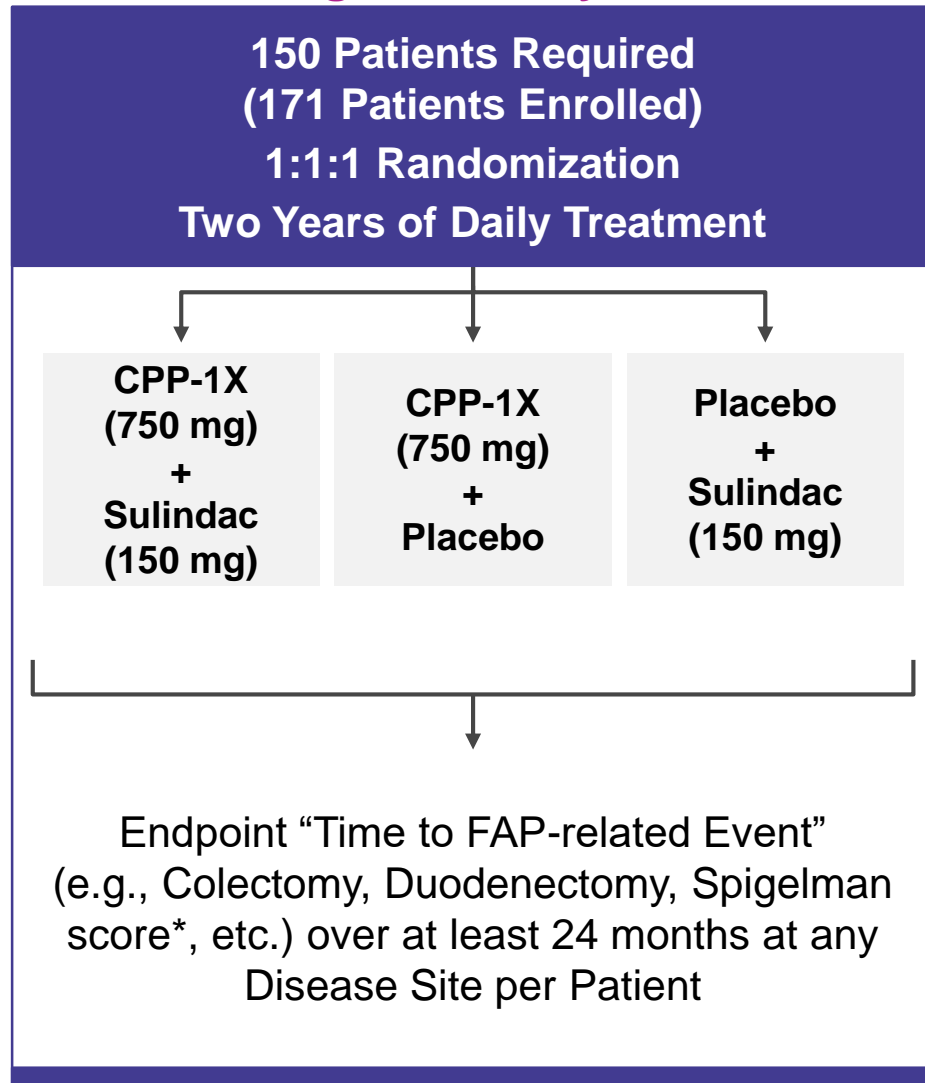 150 Patients Required
(171 Patients Enrolled)
1:1:1 Randomization
Two Years of Daily Treatment
CPP-1X
(750 mg)
+
Sulindac
(150 mg)
CPP-1X
(750 mg)
+
Placebo
Placebo
+
Sulindac
(150 mg)
Endpoint “Time to FAP-related Event”
(e.g., Colectomy, Duodenectomy, Spigelman
score*, etc.) over at least 24 months at any
Disease Site per Patient